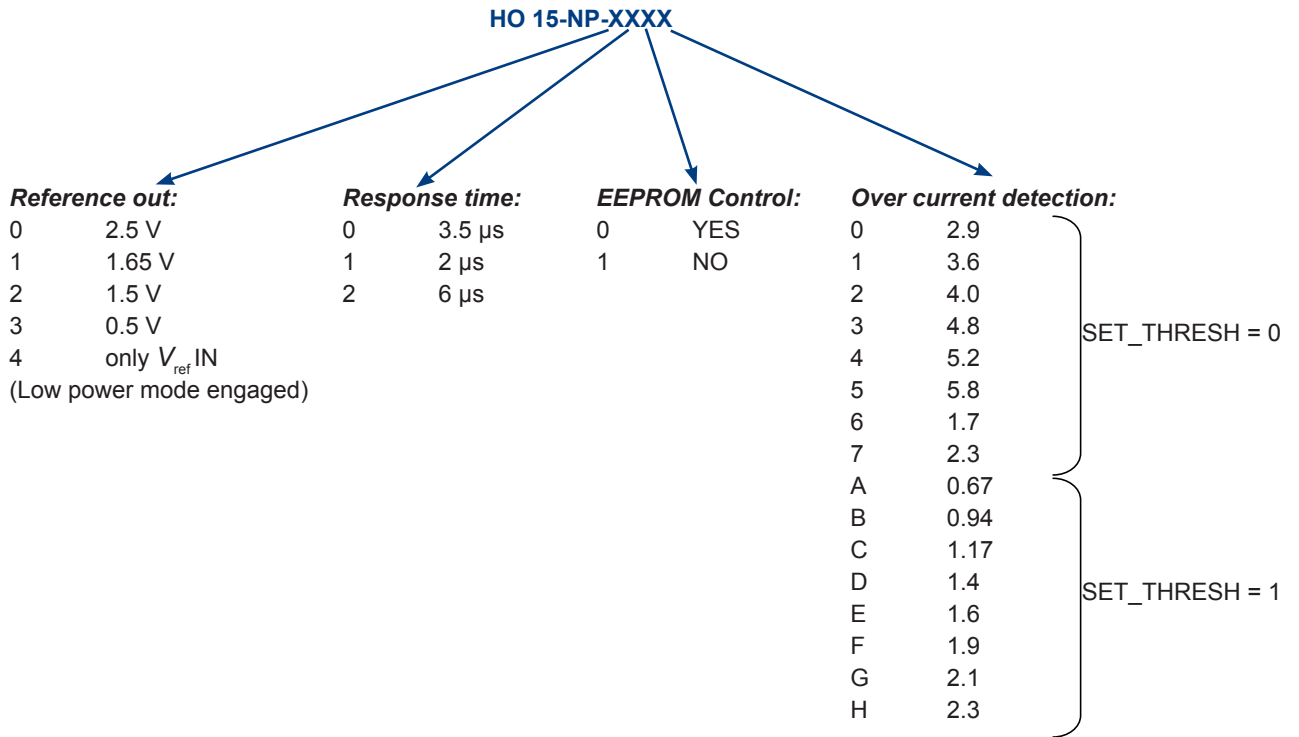 HO 15-NP-XXXX
Reference out:
0 2.5 V
1 1.65 V
2 1.5 V
3 0.5 V
4 only Vref IN
(Low power mode engaged)
Response time:
0 3.5 µs
1 2 µs
2 6 µs
EEPROM Control:
0 YES
1 NO
Over current detection:
0 2.9
1 3.6
2 4.0
3 4.8
4 5.2
5 5.8
6 1.7
7 2.3
SET_THRESH = 0
A 0.67
B 0.94
C 1.17
D 1.4
E 1.6
F 1.9
G 2.1
H 2.3
SET_THRESH = 1